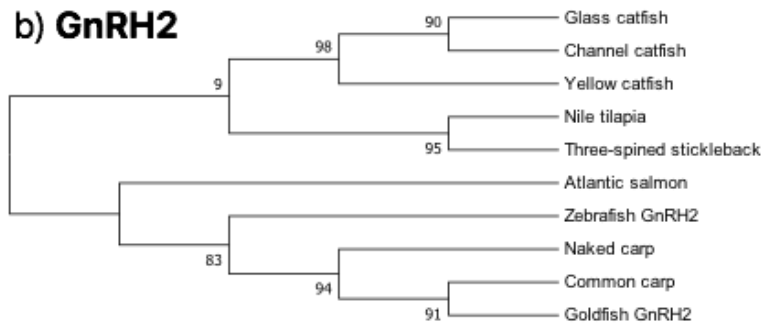 b) GnRH2
90
Glass catfish
Channel catfish
98
Yellow catfish
9
Nile tilapia
95
Three-spined stickleback
Atlantic salmon
Zebrafish GnRH2
83
Naked carp
94
Common carp
91
Goldfish GnRH2